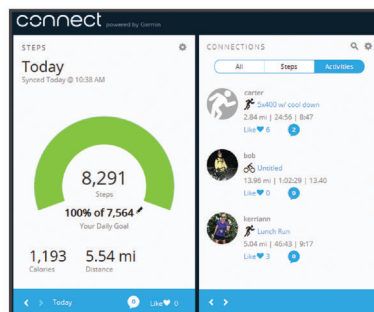 connect powered by Garmin
STEPS
Today
Synced Today @ 10:38 AM
8,291
Steps
100% of 7,564
Your Daily Goal
1,193
Calories
5.54 mi
Distance
< > Today 0 Like 0
CONNECTIONS
All Steps Activities
carter
5x400 w/ cool down
2.84 mi | 24:56 | 8:47
Like 6 2
bob
Untitled
13.96 mi | 1:02:29 | 13.40
Like 0 0
kerriann
Lunch Run
5.04 mi | 46:43 | 9:17
Like 3 0
< >